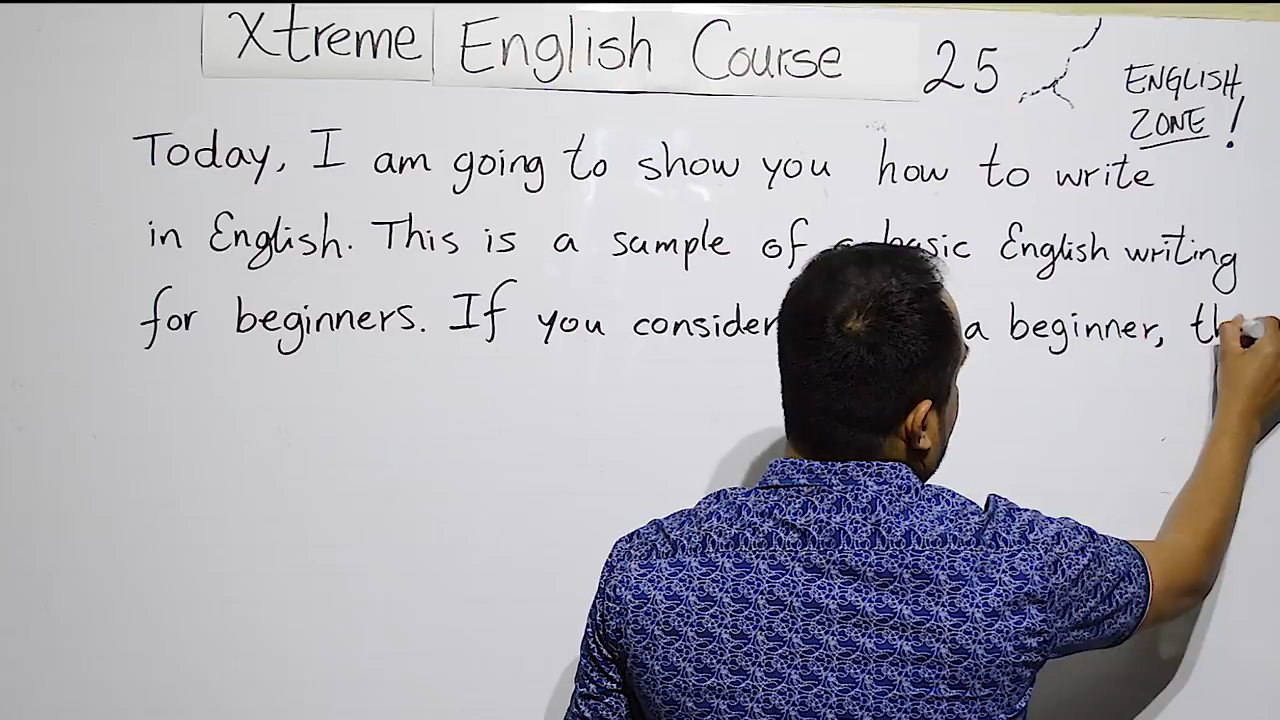 Xtreme English Course 25
ENGLISH
ZONE!
Today, I am going to show you how to write
in English. This is a sample of a basic English writing
for beginners. If you consider a beginner,